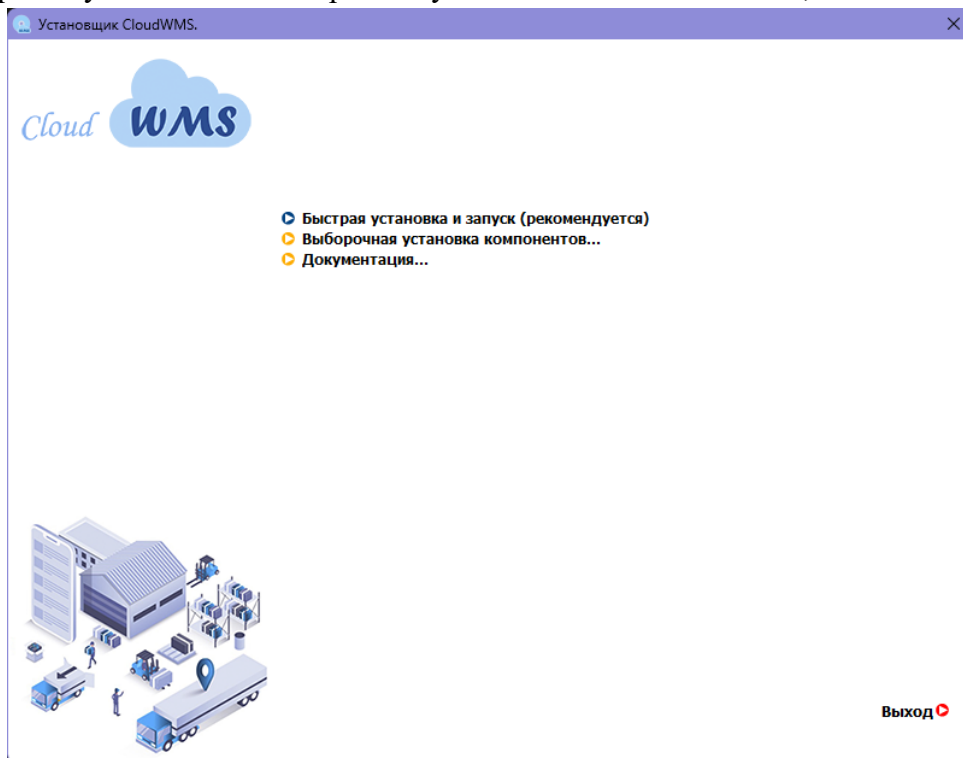 Установщик CloudWMS.
Cloud WMS
Быстрая установка и запуск (рекомендуется)
Выборочная установка компонентов...
Документация...
Выход